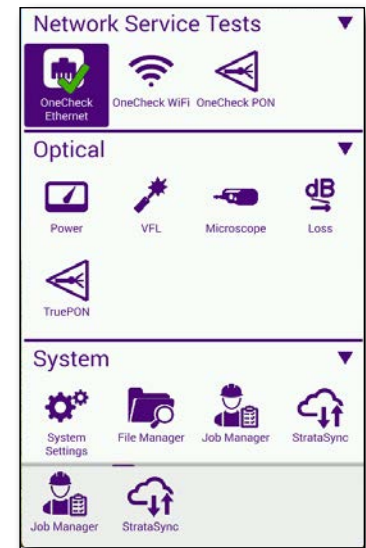 Network Service Tests
OneCheck
Ethernet
OneCheck WiFi
OneCheck PON
Optical
Power
VFL
Microscope
dB
Loss
TruePON
System
System
Settings
File Manager
Job Manager
StrataSync
Job Manager
StrataSync